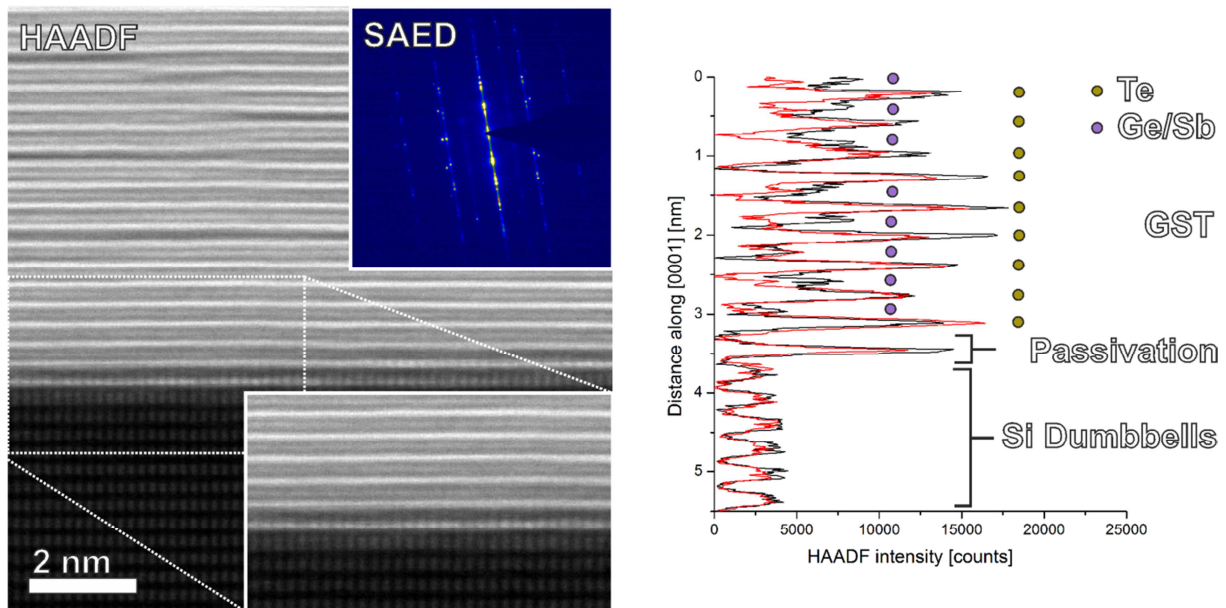 HAADF
SAED
2 nm
0
1
2
3
4
5
Distance along [0001] [nm]
Te
Ge/Sb
GST
Passivation
Si Dumbbells
0
5000
10000
15000
20000
25000
HAADF intensity [counts]